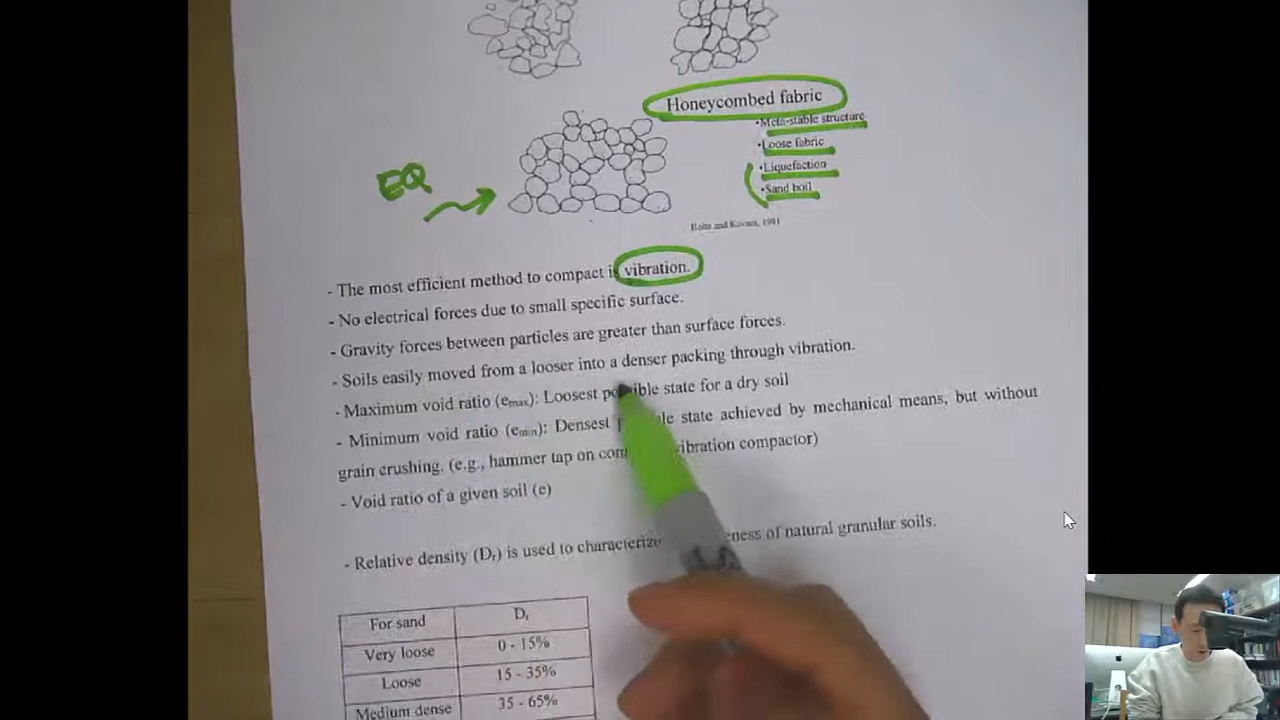 Honeycombed fabric
•Meta-stable structure
•Loose fabric
•Liquefaction
•Sand boil
EQ
Holtz and Kovacs, 1981
- The most efficient method to compact is vibration.
- No electrical forces due to small specific surface.
- Gravity forces between particles are greater than surface forces.
- Soils easily moved from a looser into a denser packing through vibration.
- Maximum void ratio (emax): Loosest possible state for a dry soil
- Minimum void ratio (emin): Densest state achieved by mechanical means, but without
grain crushing. (e.g., hammer tap on vibration compactor)
- Void ratio of a given soil (e)
- Relative density (Dr) is used to characterize of natural granular soils.
For sand Dr
Very loose 0 - 15%
Loose 15 - 35%
Medium dense 35 - 65%